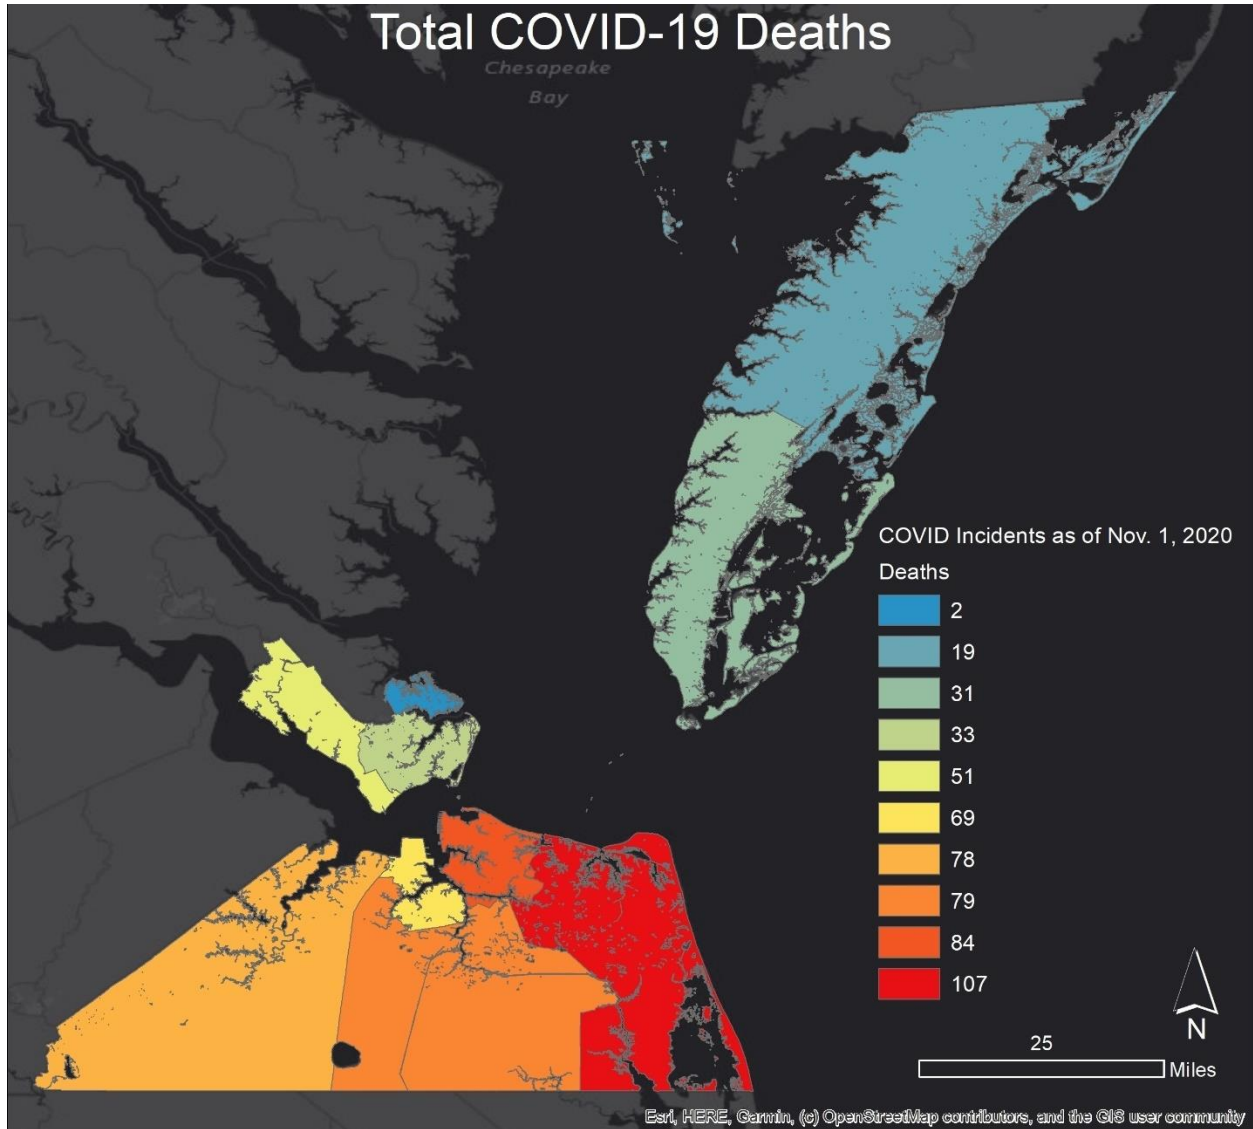 Total COVID-19 Deaths
Chesapeake
Bay
COVID Incidents as of Nov. 1, 2020
Deaths
2
19
31
33
51
69
78
79
84
107
N
25
Miles
Esri, HERE, Garmin, (c) OpenStreetMap contributors, and the GIS user community